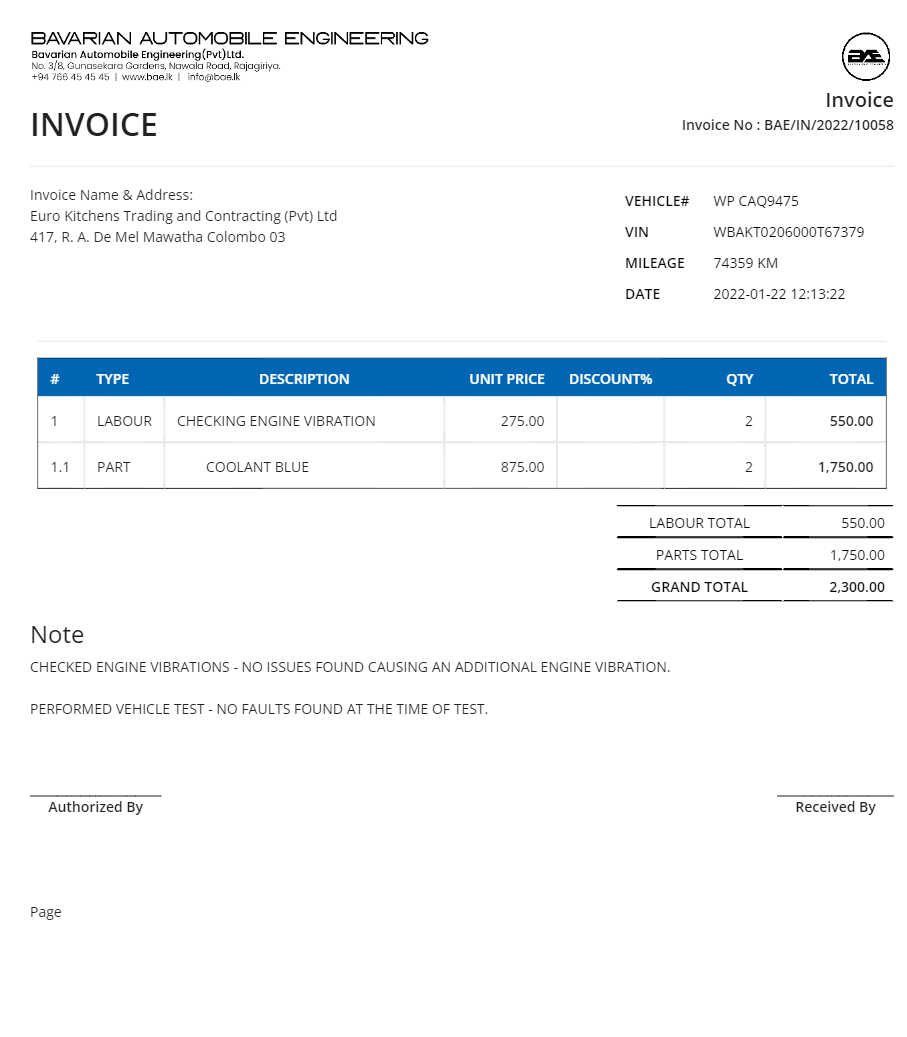 BAVARIAN AUTOMOBILE ENGINEERING
Bavarian Automobile Engineering(Pvt)Ltd.
No. 3/8, Gunasekara Gardens, Nawala Road, Rajagiriya.
+94 766 45 45 45 | www.bae.lk | info@bae.lk
BAE
Invoice
INVOICE
Invoice No : BAE/IN/2022/10058
Invoice Name & Address:
Euro Kitchens Trading and Contracting (Pvt) Ltd
417, R. A. De Mel Mawatha Colombo 03
VEHICLE# WP CAQ9475
VIN WBAKT0206000T67379
MILEAGE 74359 KM
DATE 2022-01-22 12:13:22
# TYPE DESCRIPTION UNIT PRICE DISCOUNT% QTY TOTAL
1 LABOUR CHECKING ENGINE VIBRATION 275.00 2 550.00
1.1 PART COOLANT BLUE 875.00 2 1,750.00
LABOUR TOTAL 550.00
PARTS TOTAL 1,750.00
GRAND TOTAL 2,300.00
Note
CHECKED ENGINE VIBRATIONS - NO ISSUES FOUND CAUSING AN ADDITIONAL ENGINE VIBRATION.
PERFORMED VEHICLE TEST - NO FAULTS FOUND AT THE TIME OF TEST.
Authorized By Received By
Page